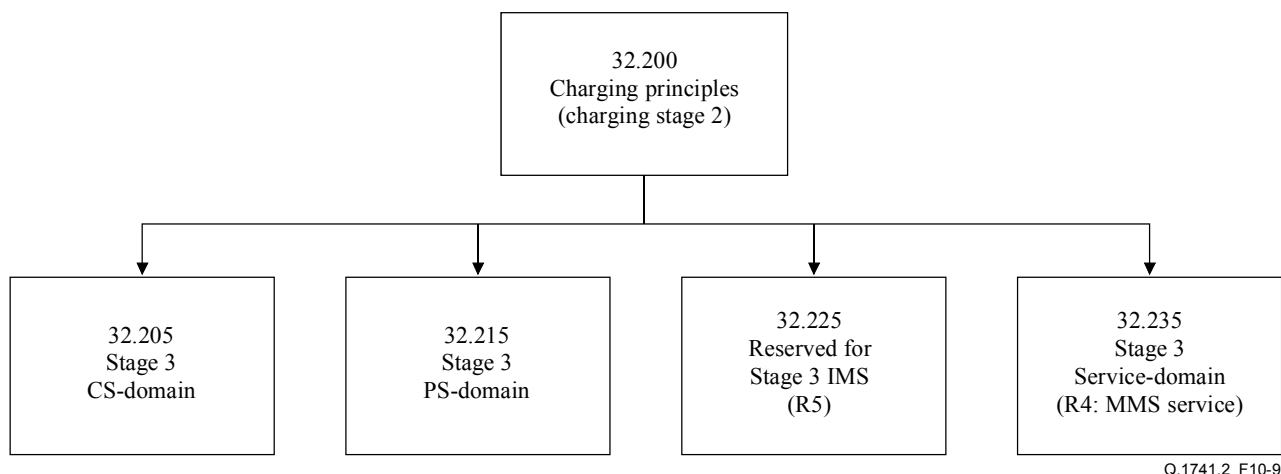 32.200
Charging principles
(charging stage 2)
32.205
Stage 3
CS-domain
32.215
Stage 3
PS-domain
32.225
Reserved for
Stage 3 IMS
(R5)
32.235
Stage 3
Service-domain
(R4: MMS service)
Q.1741.2_F10-9